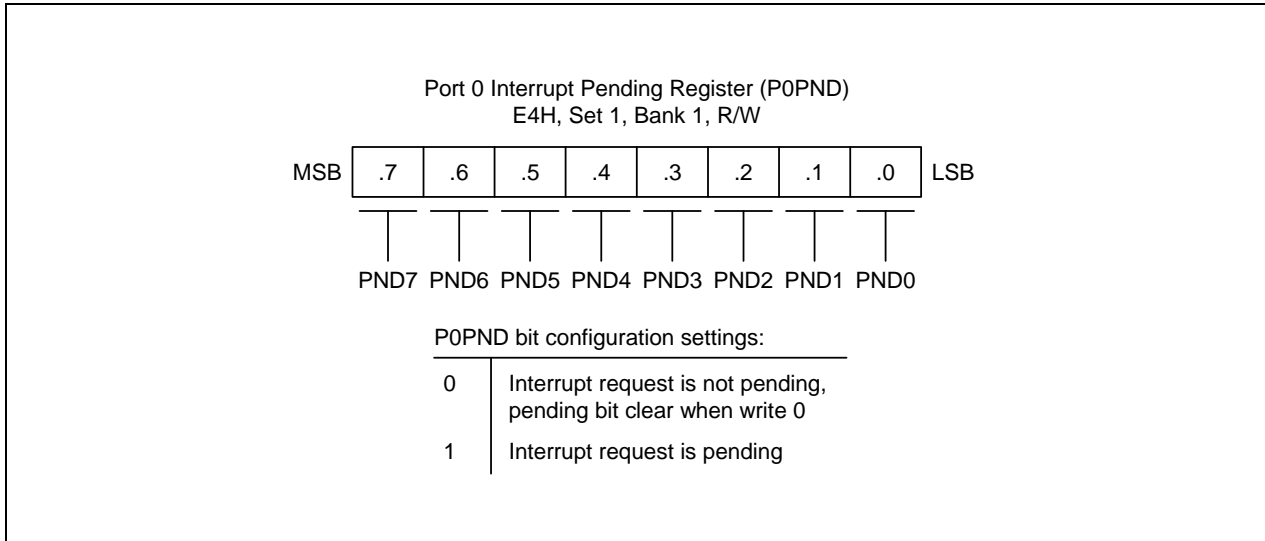 Port 0 Interrupt Pending Register (P0PND)
E4H, Set 1, Bank 1, R/W
MSB .7 .6 .5 .4 .3 .2 .1 .0 LSB
PND7 PND6 PND5 PND4 PND3 PND2 PND1 PND0
P0PND bit configuration settings:
0 Interrupt request is not pending,
pending bit clear when write 0
1 Interrupt request is pending